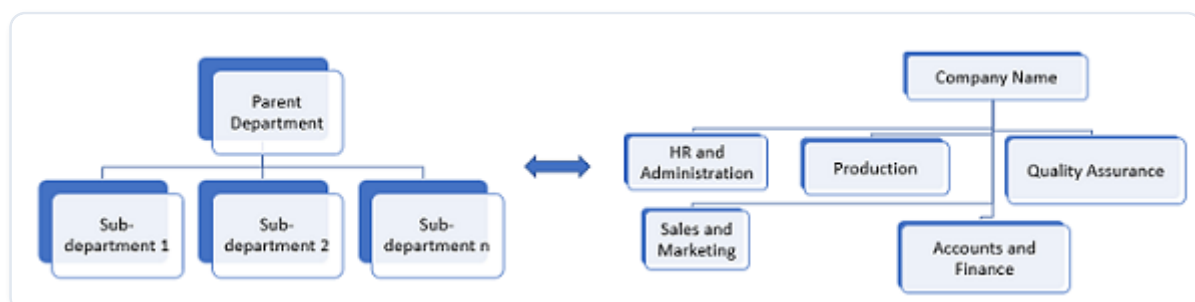 Parent
Department
Sub-
department 1
Sub-
department 2
Sub-
department n
Company Name
HR and
Administration
Production
Quality Assurance
Sales and
Marketing
Accounts and
Finance